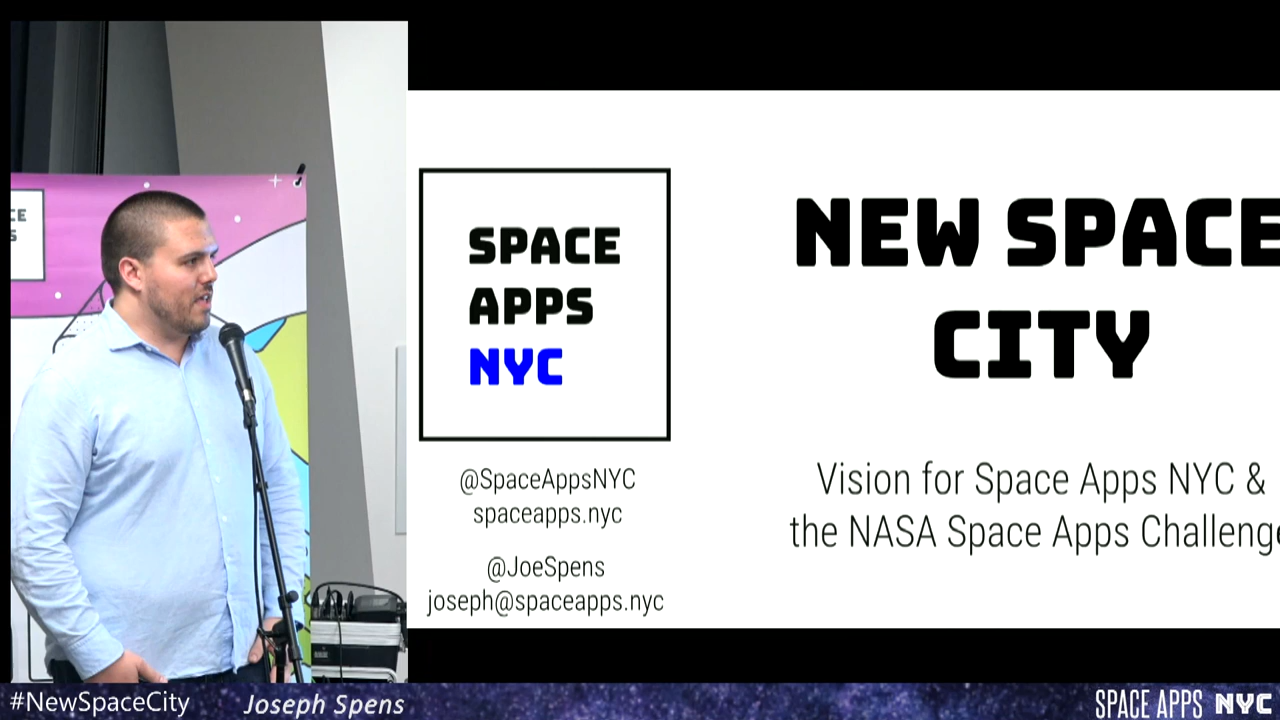 SPACE
APPS
NYC
@SpaceAppsNYC
spaceapps.nyc
@JoeSpens
joseph@spaceapps.nyc
NEW SPACE
CITY
Vision for Space Apps NYC &
the NASA Space Apps Challenge
#NewSpaceCity
Joseph Spens
SPACE APPS NYC